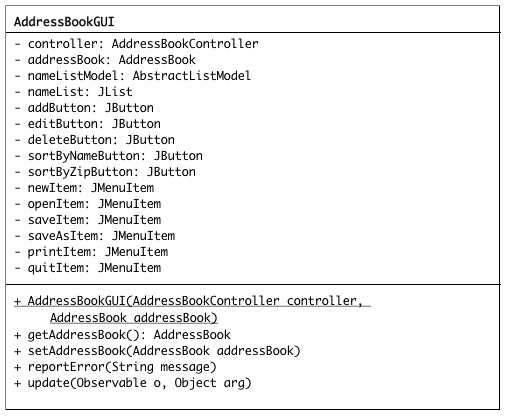 AddressBookGUI
- controller: AddressBookController
- addressBook: AddressBook
- nameListModel: AbstractListModel
- nameList: JList
- addButton: JButton
- editButton: JButton
- deleteButton: JButton
- sortByNameButton: JButton
- sortByZipButton: JButton
- newItem: JMenuItem
- openItem: JMenuItem
- saveItem: JMenuItem
- saveAsItem: JMenuItem
- printItem: JMenuItem
- quitItem: JMenuItem
+ AddressBookGUI(AddressBookController controller,
AddressBook addressBook)
+ getAddressBook(): AddressBook
+ setAddressBook(AddressBook addressBook)
+ reportError(String message)
+ update(Observable o, Object arg)